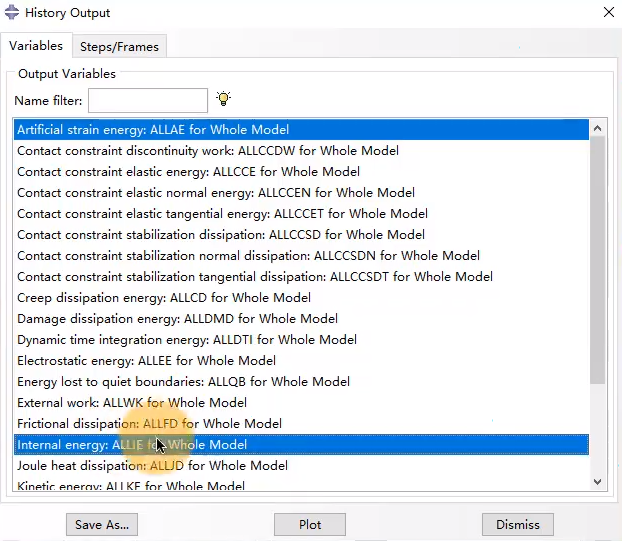 History Output
Variables Steps/Frames
Output Variables
Name filter:
Artificial strain energy: ALLAE for Whole Model
Contact constraint discontinuity work: ALLCCDW for Whole Model
Contact constraint elastic energy: ALLCCE for Whole Model
Contact constraint elastic normal energy: ALLCCEN for Whole Model
Contact constraint elastic tangential energy: ALLCCET for Whole Model
Contact constraint stabilization dissipation: ALLCCSD for Whole Model
Contact constraint stabilization normal dissipation: ALLCCSDN for Whole Model
Contact constraint stabilization tangential dissipation: ALLCCSDT for Whole Model
Creep dissipation energy: ALLCD for Whole Model
Damage dissipation energy: ALLDMD for Whole Model
Dynamic time integration energy: ALLDTI for Whole Model
Electrostatic energy: ALLEE for Whole Model
Energy lost to quiet boundaries: ALLQB for Whole Model
External work: ALLWK for Whole Model
Frictional dissipation: ALLFD for Whole Model
Internal energy: ALLIE for Whole Model
Joule heat dissipation: ALLJD for Whole Model
Kinetic energy: ALLKE for Whole Model
Save As... Plot Dismiss